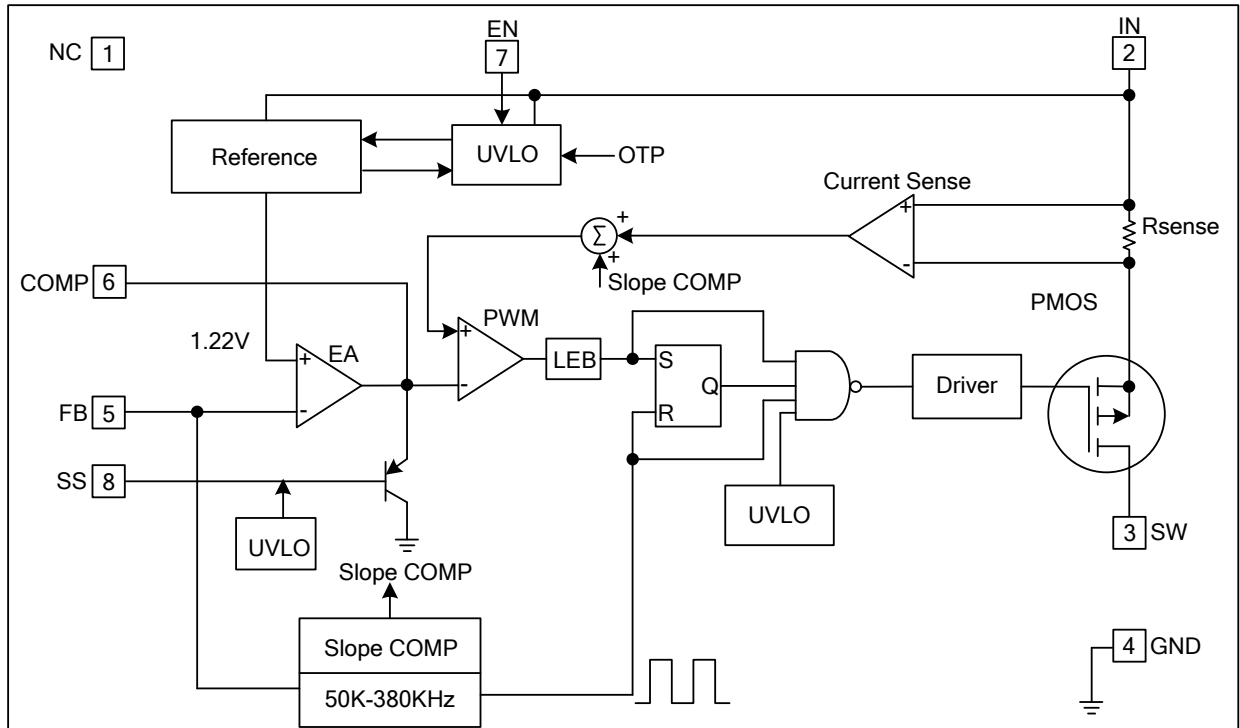 NC 1
EN
7
IN
2
Reference
UVLO
OTP
Current Sense
+
-
Rsense
Σ
+
+
Slope COMP
COMP 6
PMOS
1.22V
+
-
EA
+
-
PWM
LEB
S
Q
R
Driver
FB 5
SS 8
UVLO
UVLO
3 SW
Slope COMP
Slope COMP
50K-380KHz
4 GND